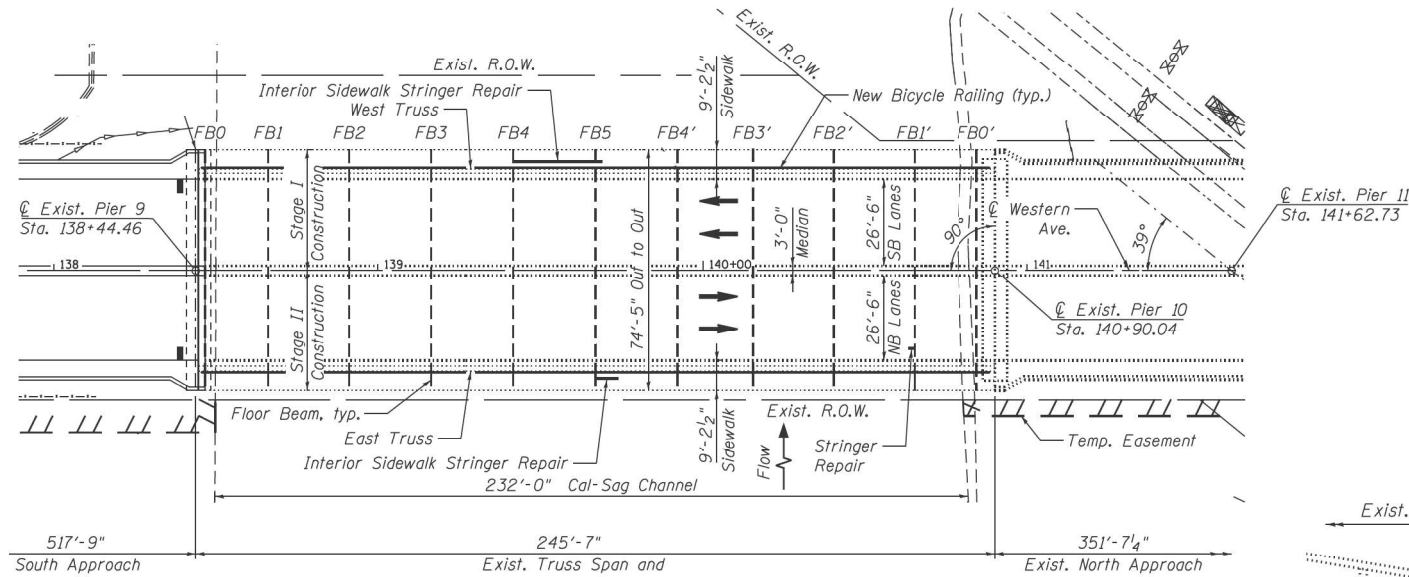 Exist. R.O.W.
Interior Sidewalk Stringer Repair
West Truss
9'-2½"
Sidewalk
Exist. R.O.W.
New Bicycle Railing (typ.)
FB0 FB1 FB2 FB3 FB4 FB5 FB4' FB3' FB2' FB1' FB0'
℄ Exist. Pier 9
Sta. 138+44.46
Stage I
Construction
Stage II
Construction
74'-5" Out to Out
3'-0"
Median
26'-6"
SB Lanes
26'-6"
NB Lanes
90°
℄ Western
Ave.
39°
℄ Exist. Pier 11
Sta. 141+62.73
138 139 140+00 141
℄ Exist. Pier 10
Sta. 140+90.04
Floor Beam, typ.
East Truss
Interior Sidewalk Stringer Repair
9'-2½"
Sidewalk
Flow
Exist. R.O.W.
Stringer
Repair
Temp. Easement
232'-0" Cal-Sag Channel
Exist.
517'-9"
South Approach
245'-7"
Exist. Truss Span and
351'-7¼"
Exist. North Approach